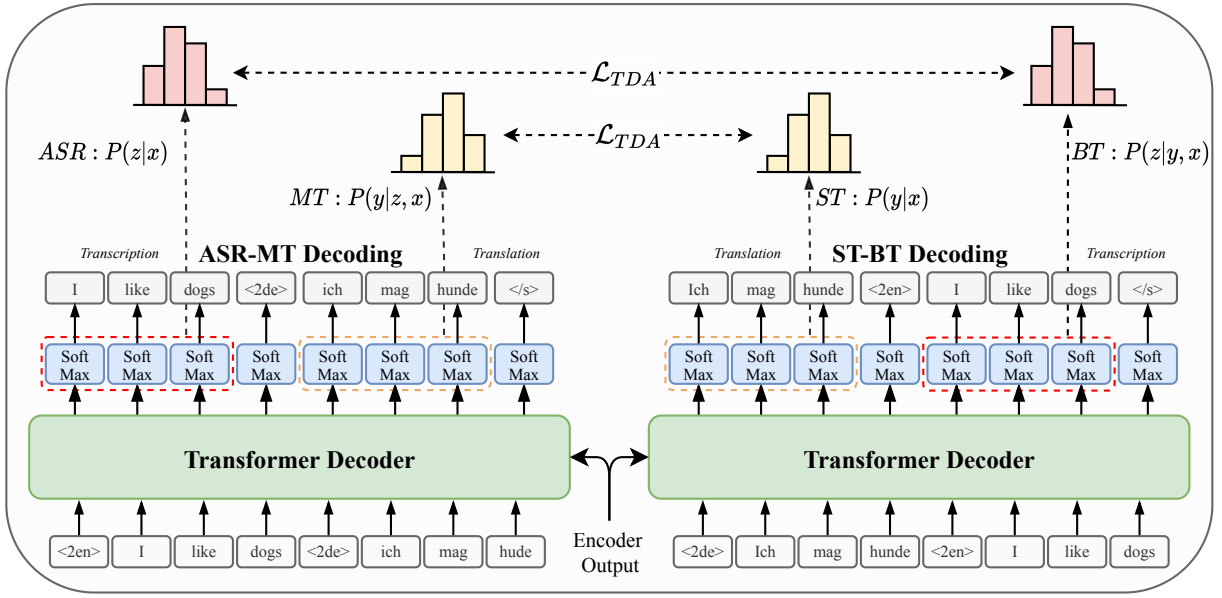 $\mathcal{L}_{TDA}$
$\mathcal{L}_{TDA}$
ASR : P(z|x)
BT : P(z|y, x)
MT : P(y|z, x)
ST : P(y|x)
Transcription
ASR-MT Decoding
Translation
Translation
ST-BT Decoding
Transcription
I like dogs <2de> ich mag hunde </s>
Ich mag hunde <2en> I like dogs </s>
Soft Max Soft Max Soft Max Soft Max Soft Max Soft Max Soft Max Soft Max
Soft Max Soft Max Soft Max Soft Max Soft Max Soft Max Soft Max Soft Max
Transformer Decoder
Transformer Decoder
Encoder
Output
<2en> I like dogs <2de> ich mag hude
<2de> Ich mag hunde <2en> I like dogs